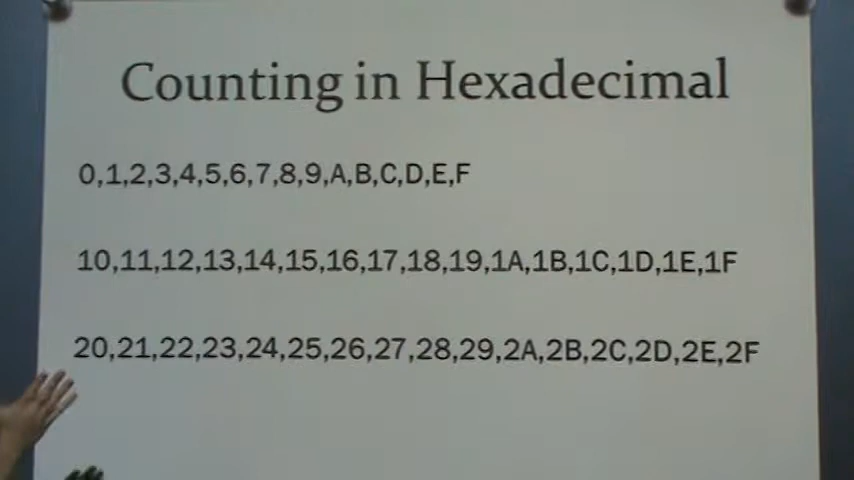 Counting in Hexadecimal
0,1,2,3,4,5,6,7,8,9,A,B,C,D,E,F
10,11,12,13,14,15,16,17,18,19,1A,1B,1C,1D,1E,1F
20,21,22,23,24,25,26,27,28,29,2A,2B,2C,2D,2E,2F